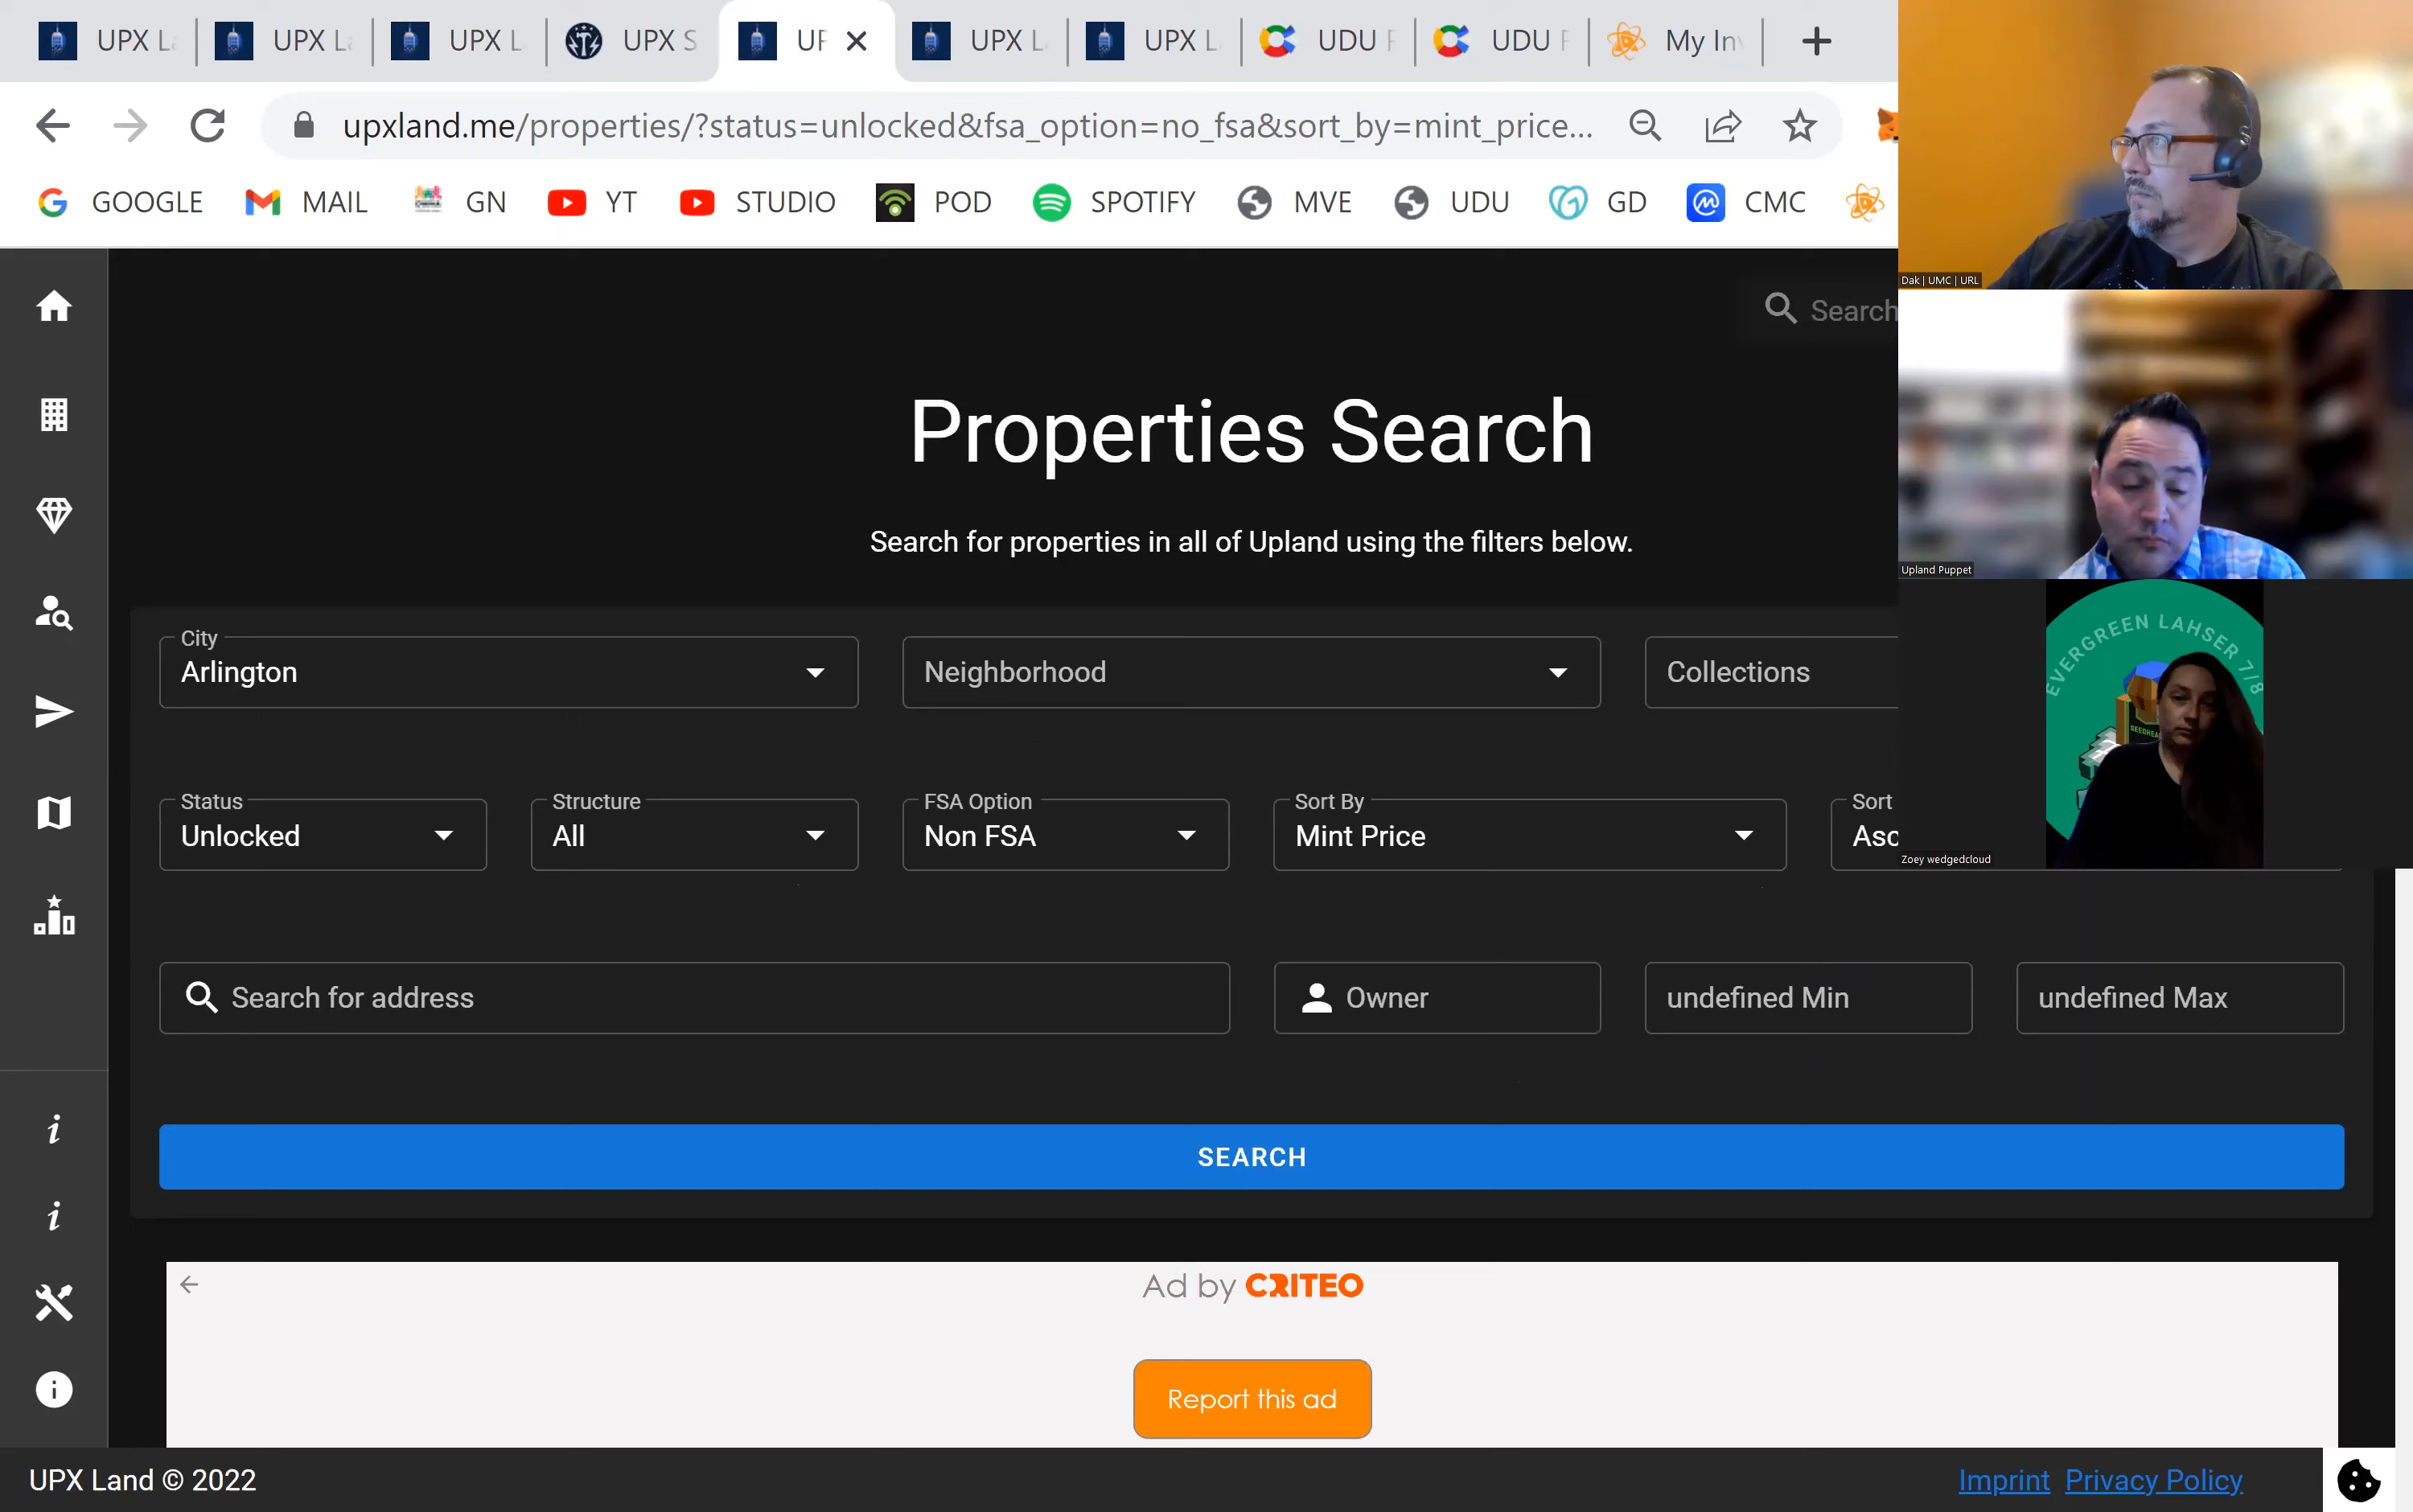 UPX L
UPX L
UPX L
UPX S
UP
UPX L
UPX L
UDU F
UDU F
My In
upxland.me/properties/?status=unlocked&fsa_option=no_fsa&sort_by=mint_price...
GOOGLE
MAIL
GN
YT
STUDIO
POD
SPOTIFY
MVE
UDU
GD
CMC
Dak | UMC | URL
Search
Properties Search
Search for properties in all of Upland using the filters below.
Upland Puppet
EVERGREEN LAHSER 7/8
City
Arlington
Neighborhood
Collections
Status
Unlocked
Structure
All
FSA Option
Non FSA
Sort By
Mint Price
Sort
Asc
Zoey wedgedcloud
Search for address
Owner
undefined Min
undefined Max
SEARCH
Ad by CRITEO
Report this ad
UPX Land © 2022
Imprint
Privacy Policy